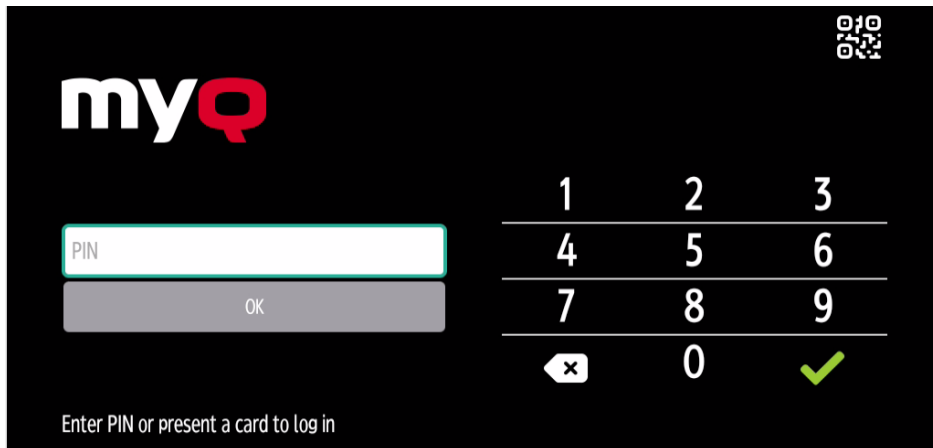 myQ
1 2 3
PIN
4 5 6
OK
7 8 9
0
Enter PIN or present a card to log in